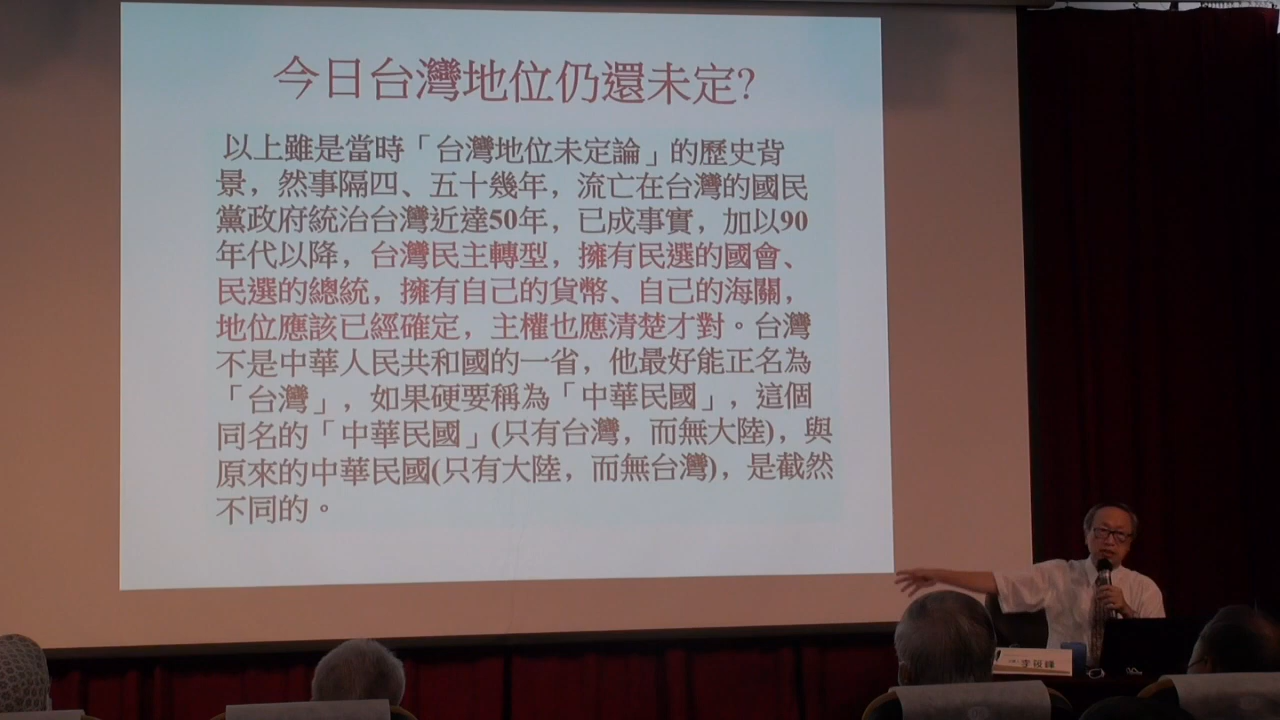 今日台灣地位仍還未定?
以上雖是當時「台灣地位未定論」的歷史背
景，然事隔四、五十幾年，流亡在台灣的國民
黨政府統治台灣近達50年，已成事實，加以90
年代以降，台灣民主轉型，擁有民選的國會、
民選的總統，擁有自己的貨幣、自己的海關，
地位應該已經確定，主權也應清楚才對。台灣
不是中華人民共和國的一省，他最好能正名為
「台灣」，如果硬要稱為「中華民國」，這個
同名的「中華民國」(只有台灣，而無大陸)，與
原來的中華民國(只有大陸，而無台灣)，是截然
不同的。
李筱峰